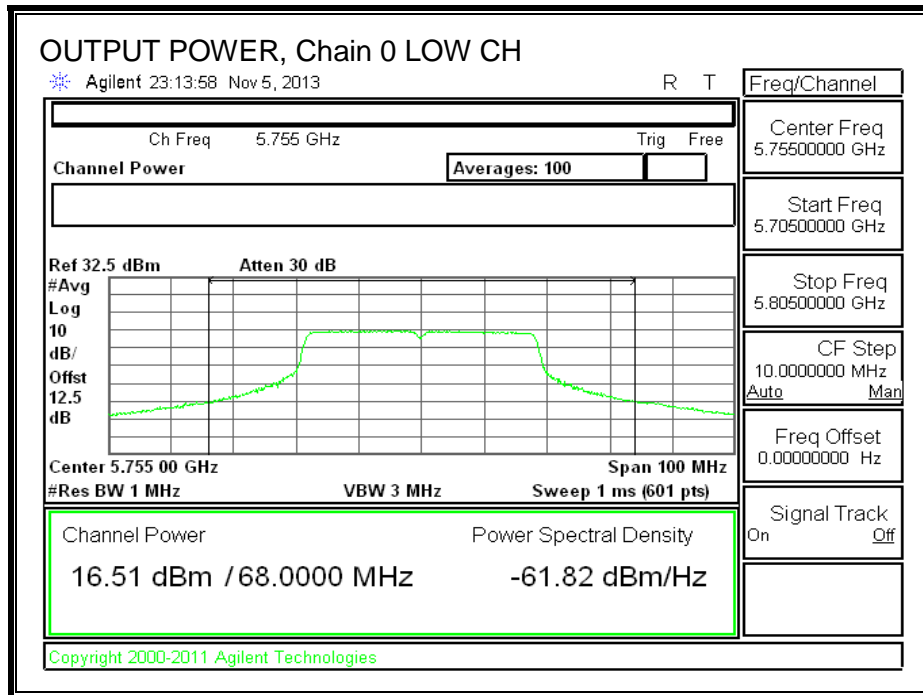 OUTPUT POWER, Chain 0 LOW CH
Agilent 23:13:58 Nov 5, 2013 R T
Freq/Channel
Ch Freq 5.755 GHz Trig Free
Channel Power Averages: 100
Center Freq
5.75500000 GHz
Start Freq
5.70500000 GHz
Stop Freq
5.80500000 GHz
CF Step
10.0000000 MHz
Auto Man
Freq Offset
0.00000000 Hz
Signal Track
On Off
Ref 32.5 dBm Atten 30 dB
#Avg
Log
10
dB/
Offst
12.5
dB
Center 5.755 00 GHz Span 100 MHz
#Res BW 1 MHz VBW 3 MHz Sweep 1 ms (601 pts)
Channel Power Power Spectral Density
16.51 dBm / 68.0000 MHz -61.82 dBm/Hz
Copyright 2000-2011 Agilent Technologies